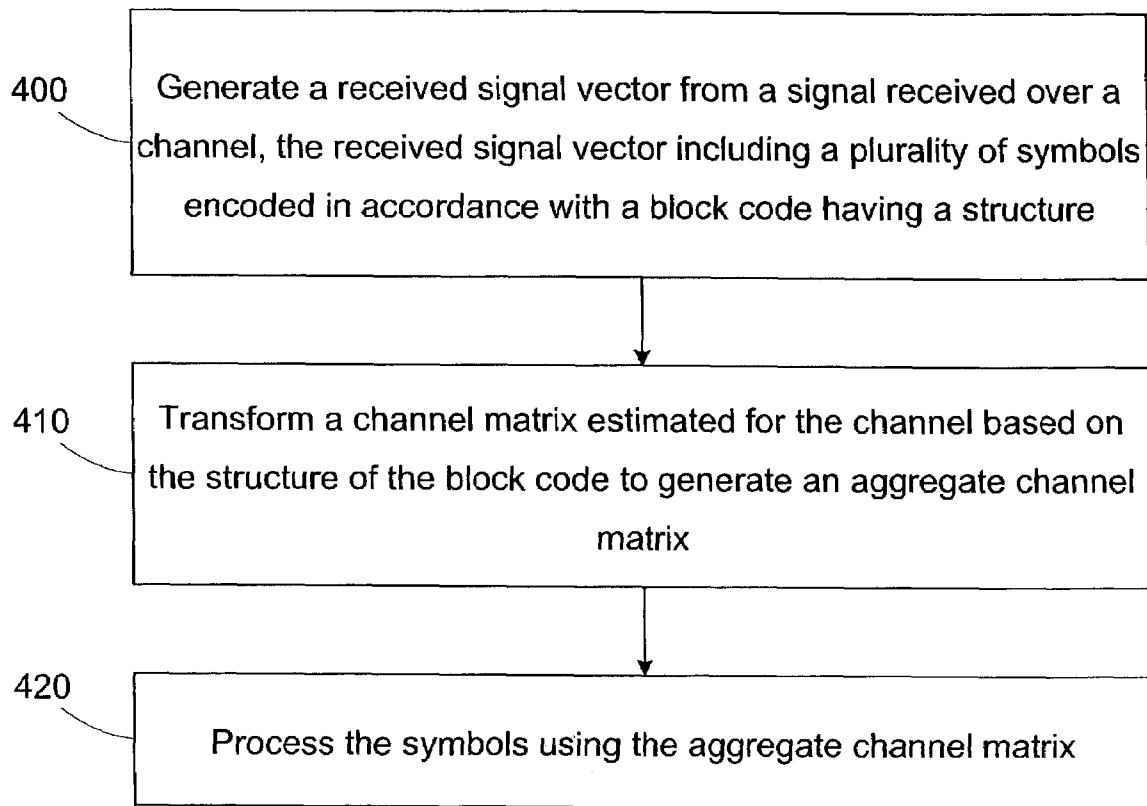 400
Generate a received signal vector from a signal received over a
channel, the received signal vector including a plurality of symbols
encoded in accordance with a block code having a structure
410
Transform a channel matrix estimated for the channel based on
the structure of the block code to generate an aggregate channel
matrix
420
Process the symbols using the aggregate channel matrix